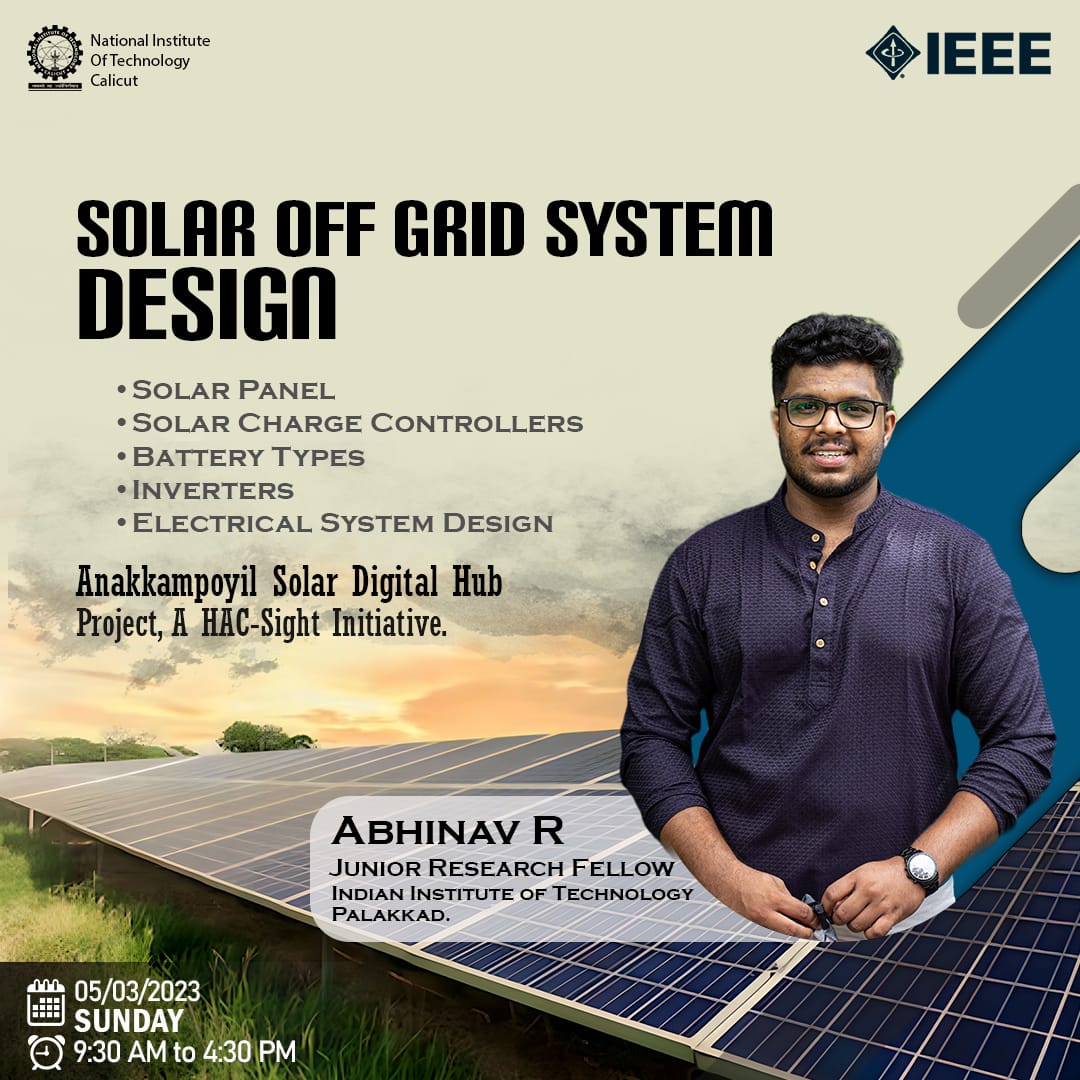 National Institute
Of Technology
Calicut
IEEE
SOLAR OFF GRID SYSTEM
DESIGN
• SOLAR PANEL
• SOLAR CHARGE CONTROLLERS
• BATTERY TYPES
• INVERTERS
• ELECTRICAL SYSTEM DESIGN
Anakkampoyil Solar Digital Hub
Project, A HAC-Sight Initiative.
ABHINAV R
JUNIOR RESEARCH FELLOW
INDIAN INSTITUTE OF TECHNOLOGY
PALAKKAD.
05/03/2023
SUNDAY
9:30 AM to 4:30 PM